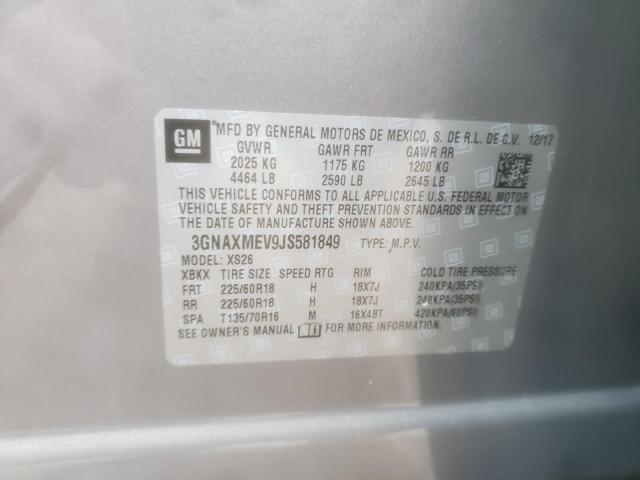 GM
MFD BY GENERAL MOTORS DE MEXICO, S. DE R.L. DE C.V. 12/17
GVWR GAWR FRT GAWR RR
2025 KG 1175 KG 1200 KG
4464 LB 2590 LB 2645 LB
THIS VEHICLE CONFORMS TO ALL APPLICABLE U.S. FEDERAL MOTOR
VEHICLE SAFETY AND THEFT PREVENTION STANDARDS IN EFFECT ON
THE DATE OF MANUFACTURE SHOWN ABOVE.
3GNAXMEV9JS581849 TYPE: M.P.V.
MODEL: XS26
XBKX TIRE SIZE SPEED RTG RIM COLD TIRE PRESSURE
FRT 225/60R18 H 18X7J 240KPA(35PSI)
RR 225/60R18 H 18X7J 240KPA(35PSI)
SPA T135/70R16 M 16X4BT 420KPA(60PSI)
SEE OWNER'S MANUAL FOR MORE INFORMATION.